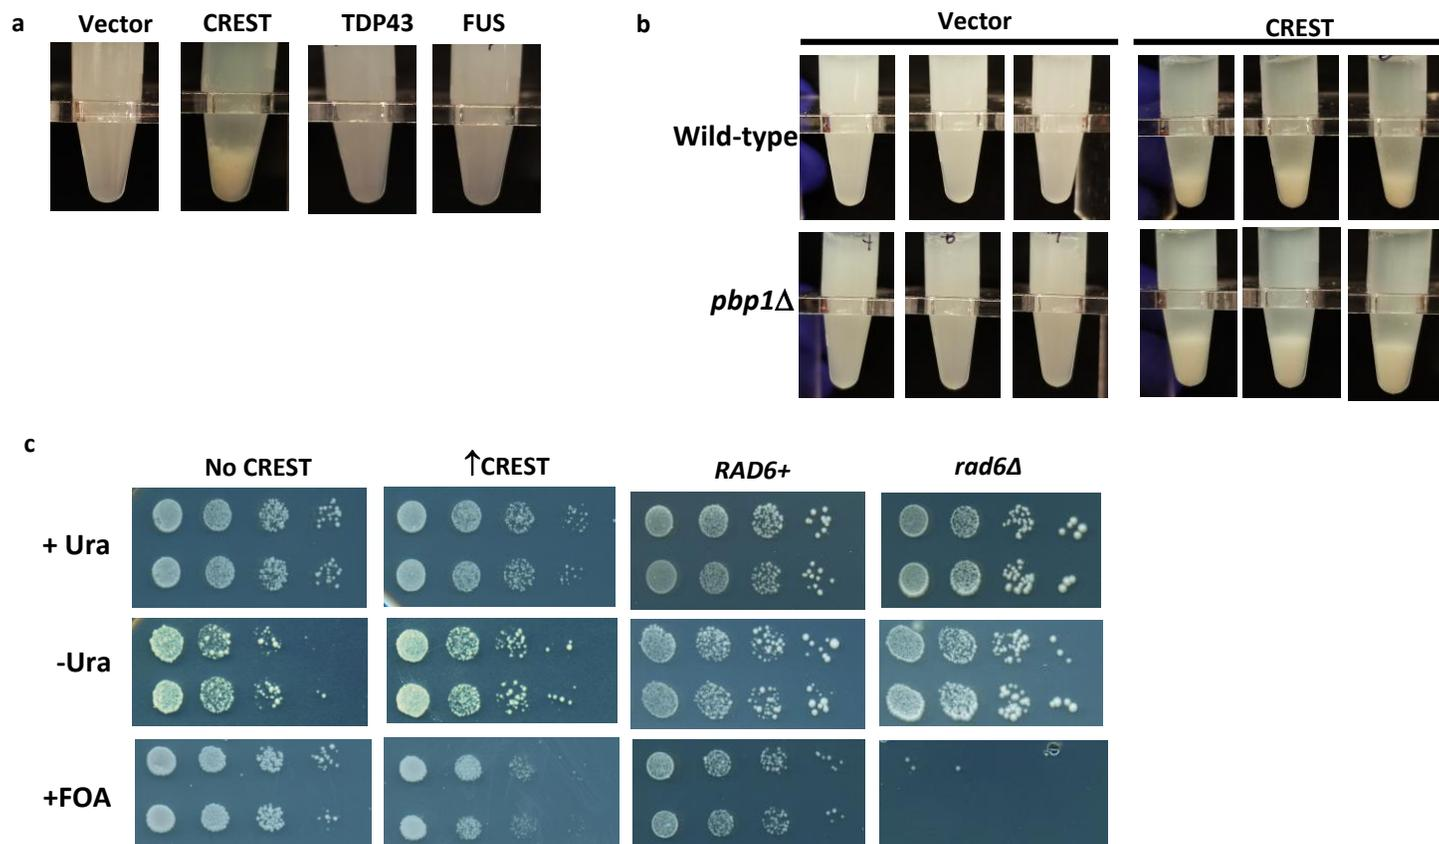 a
Vector CREST TDP43 FUS
b
Vector CREST
Wild-type
pbp1Δ
c
No CREST ↑CREST RAD6+ rad6Δ
+ Ura
-Ura
+FOA